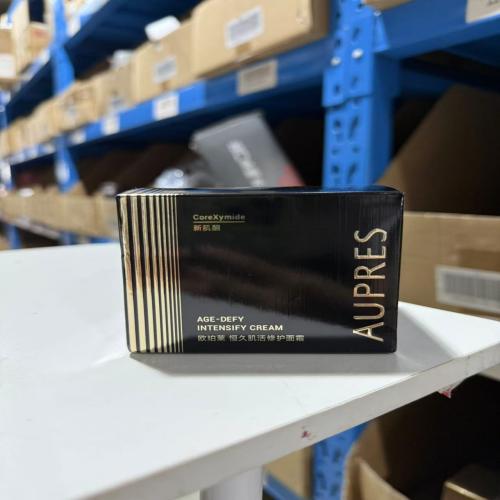 CoreXymide
新肌酮
AGE-DEFY
INTENSIFY CREAM
欧珀莱 恒久肌活修护面霜
AUPRES